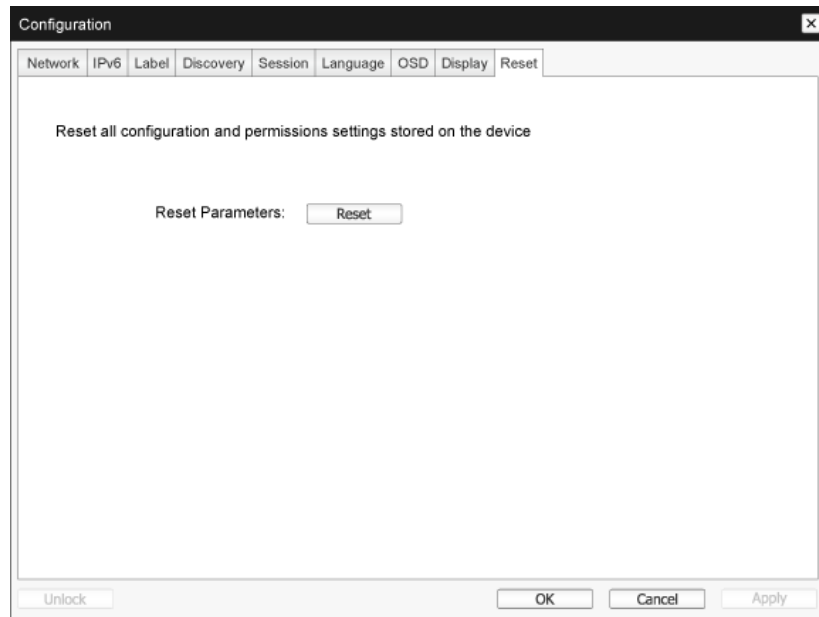 Configuration
Network IPv6 Label Discovery Session Language OSD Display Reset
Reset all configuration and permissions settings stored on the device
Reset Parameters: Reset
Unlock OK Cancel Apply